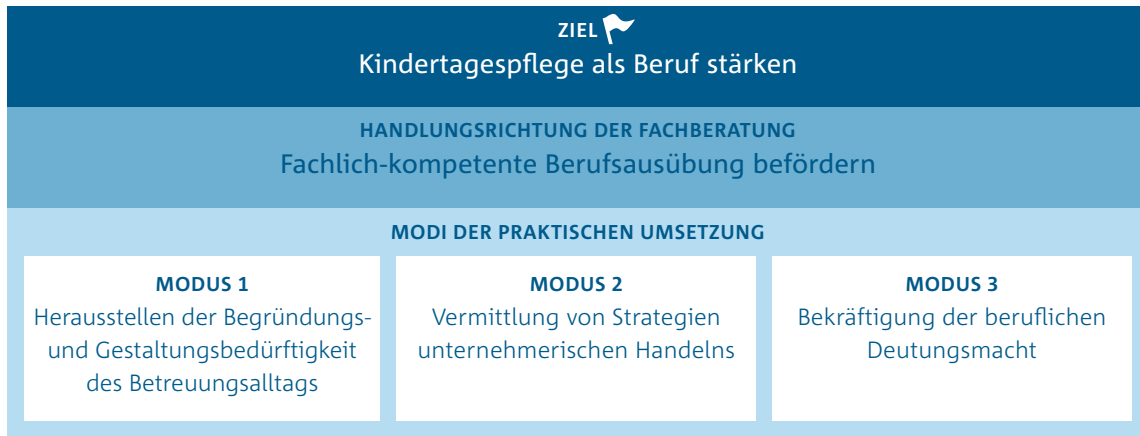 ZIEL
Kindertagespflege als Beruf stärken
HANDLUNGSRICHTUNG DER FACHBERATUNG
Fachlich-kompetente Berufsausübung befördern
MODI DER PRAKTISCHEN UMSETZUNG
MODUS 1
Herausstellen der Begründungs-
und Gestaltungsbedürftigkeit
des Betreuungsalltags
MODUS 2
Vermittlung von Strategien
unternehmerischen Handelns
MODUS 3
Bekräftigung der beruflichen
Deutungsmacht